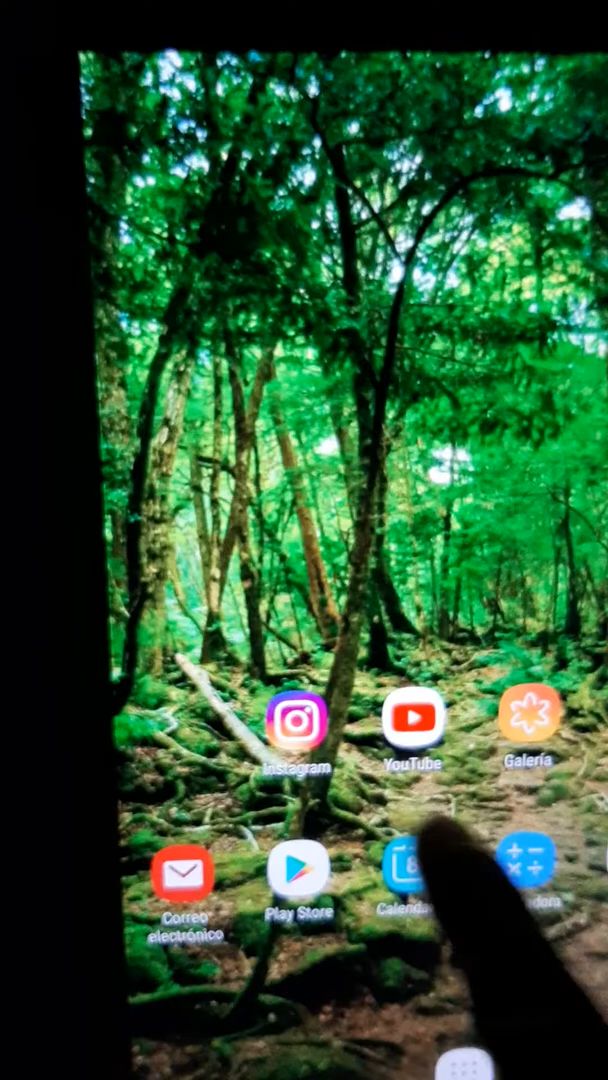 Instagram
YouTube
Galería
Correo
electrónico
Play Store